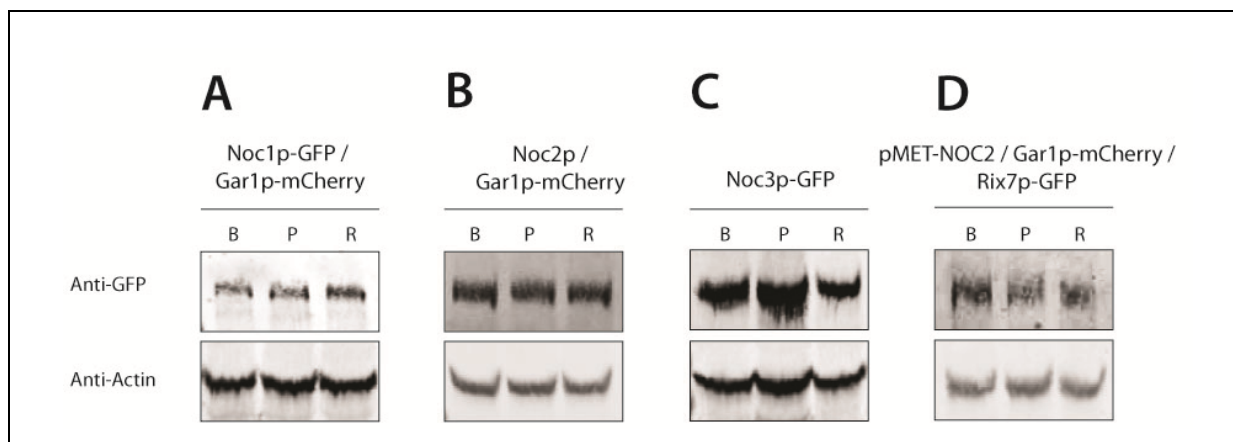 A
B
C
D
Noc1p-GFP /
Gar1p-mCherry
Noc2p /
Gar1p-mCherry
Noc3p-GFP
pMET-NOC2 / Gar1p-mCherry /
Rix7p-GFP
B P R
B P R
B P R
B P R
Anti-GFP
Anti-Actin